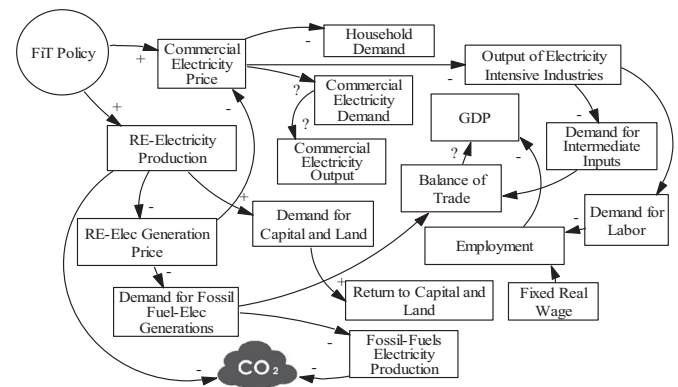 FiT Policy
+
Commercial
Electricity
Price
-
Household
Demand
-
Output of Electricity
Intensive Industries
?
Commercial
Electricity
Demand
?
Commercial
Electricity
Output
-
+
RE-Electricity
Production
GDP
-
Demand for
Intermediate
Inputs
?
-
Balance of
Trade
-
RE-Elec Generation
Price
+
Demand for
Capital and Land
Employment
-
Demand for
Labor
-
Demand for Fossil
Fuel-Elec
Generations
+
Return to Capital and
Land
Fixed Real
Wage
-
Fossil-Fuels
Electricity
Production
-
CO2
-